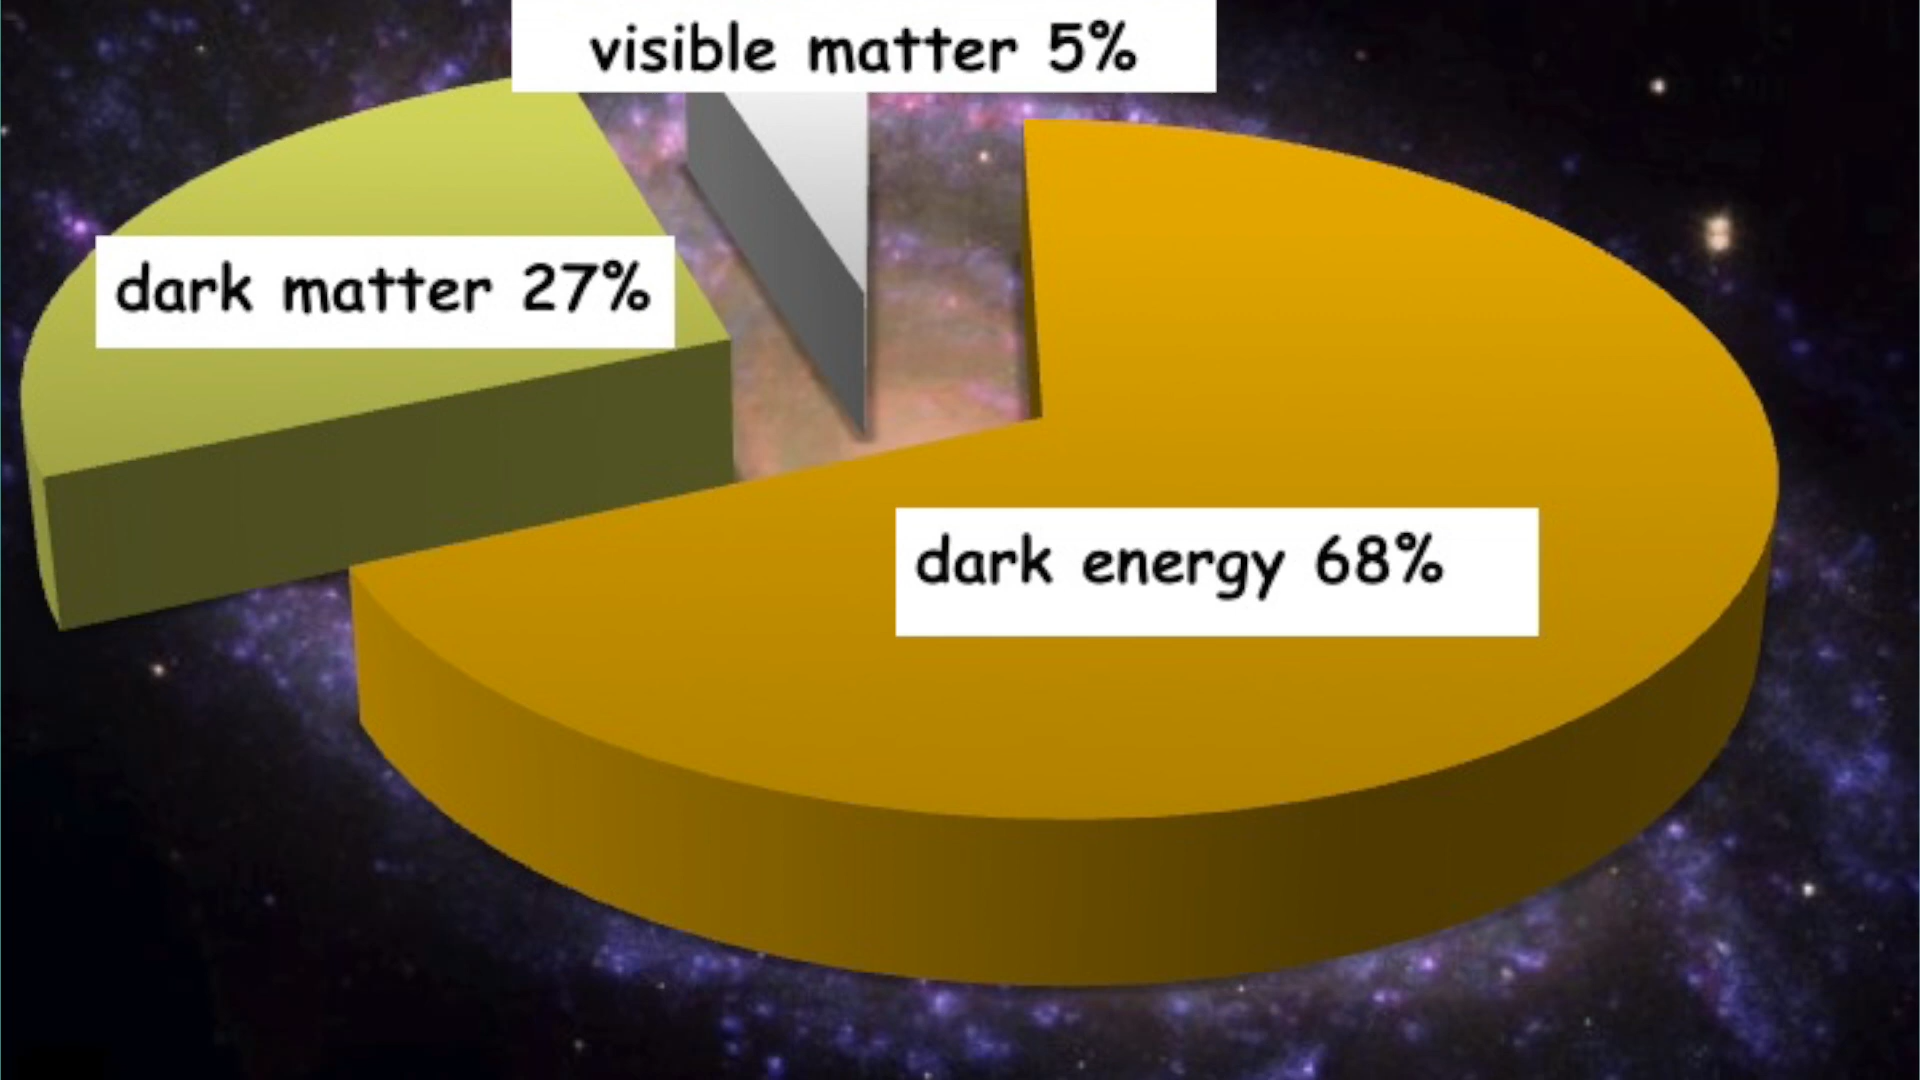 visible matter 5%
dark matter 27%
dark energy 68%